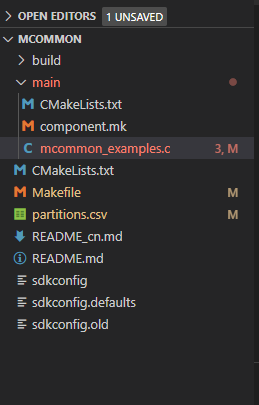 OPEN EDITORS 1 UNSAVED
MCOMMON
build
main
CMakeLists.txt
component.mk
mcommon_examples.c 3, M
CMakeLists.txt
Makefile M
partitions.csv M
README_cn.md
README.md
sdkconfig
sdkconfig.defaults
sdkconfig.old